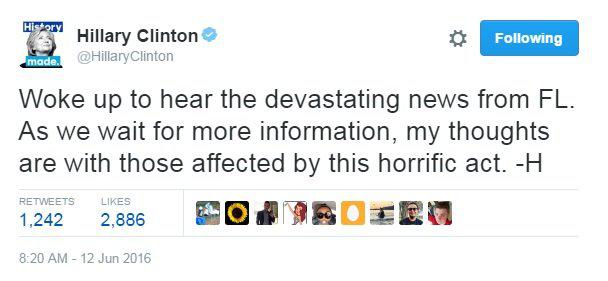 History
made.
Hillary Clinton
@HillaryClinton
Following
Woke up to hear the devastating news from FL.
As we wait for more information, my thoughts
are with those affected by this horrific act. -H
RETWEETS LIKES
1,242 2,886
8:20 AM - 12 Jun 2016